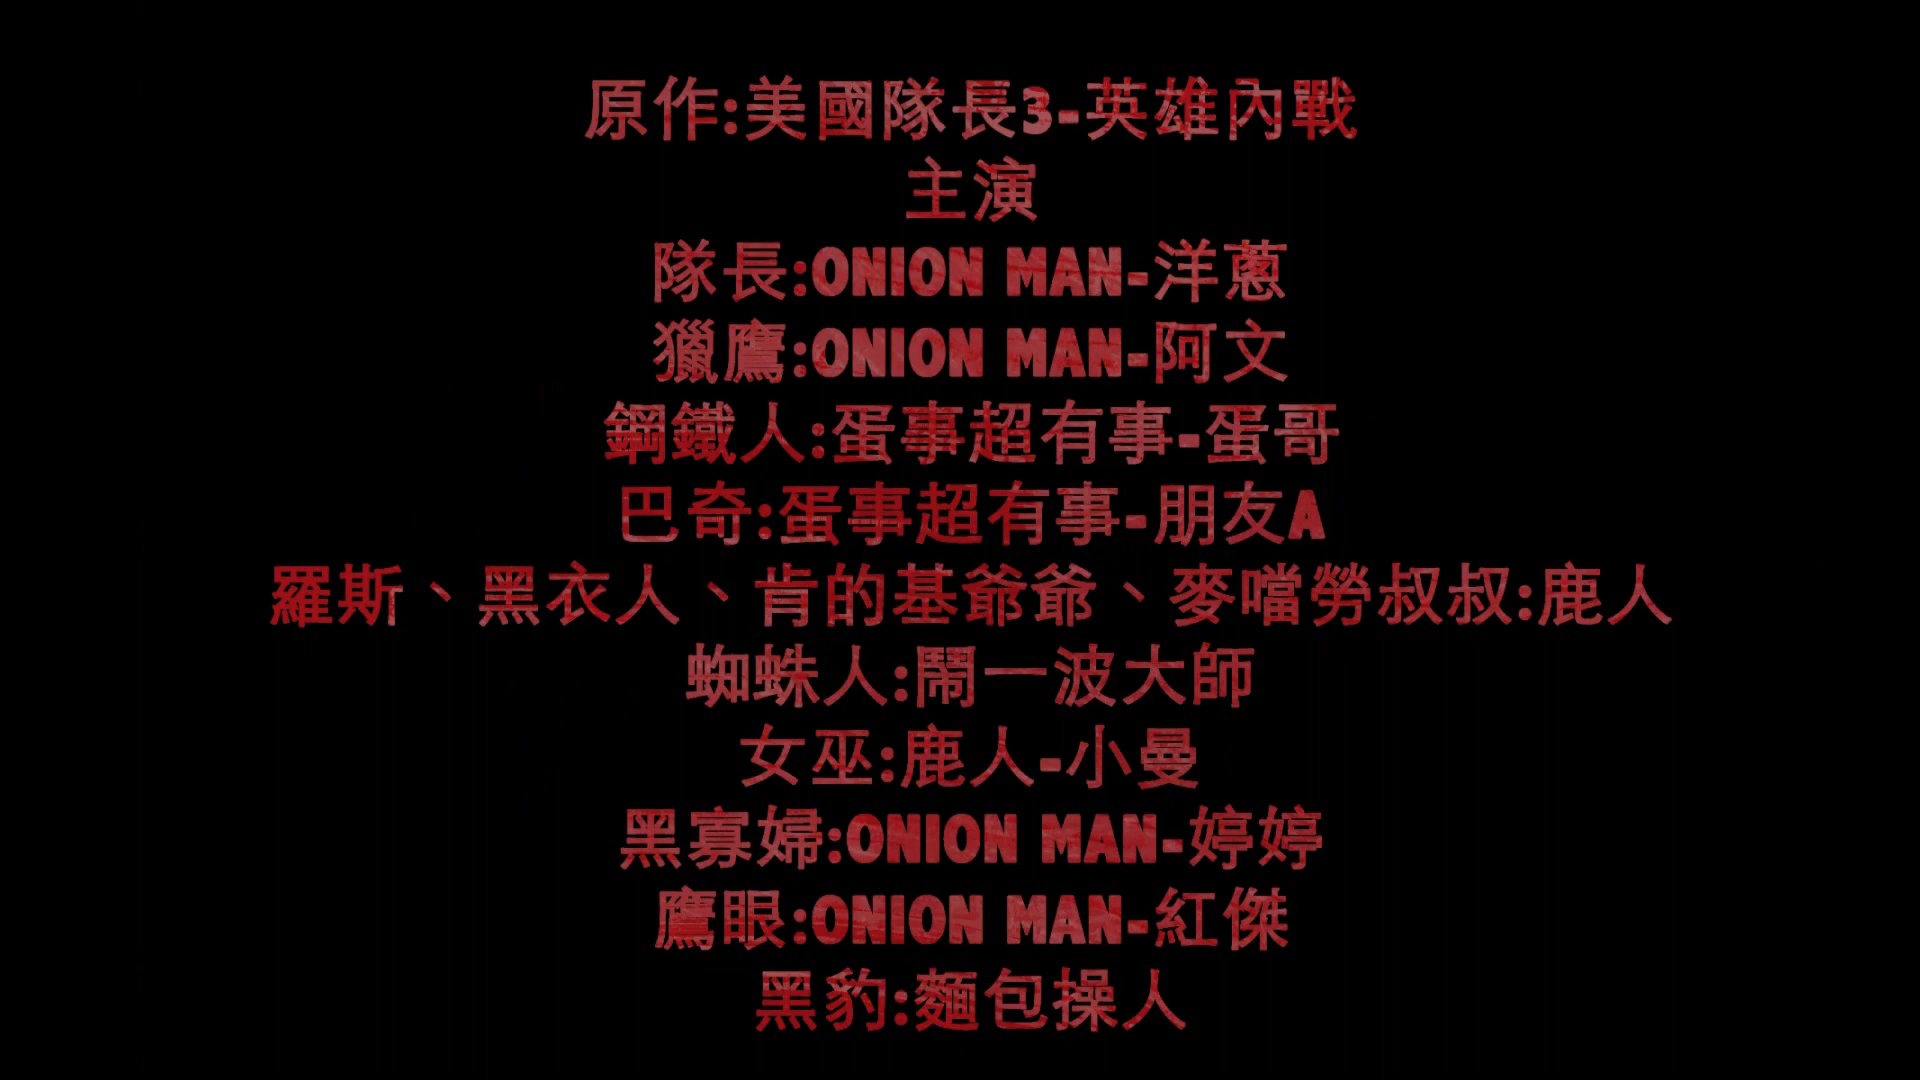 原作:美國隊長3-英雄內戰
主演
隊長:ONION MAN-洋蔥
獵鷹:ONION MAN-阿文
鋼鐵人:蛋事超有事-蛋哥
巴奇:蛋事超有事-朋友A
羅斯、黑衣人、肯的基爺爺、麥噹勞叔叔:鹿人
蜘蛛人:鬧一波大師
女巫:鹿人-小曼
黑寡婦:ONION MAN-婷婷
鷹眼:ONION MAN-紅傑
黑豹:麵包操人